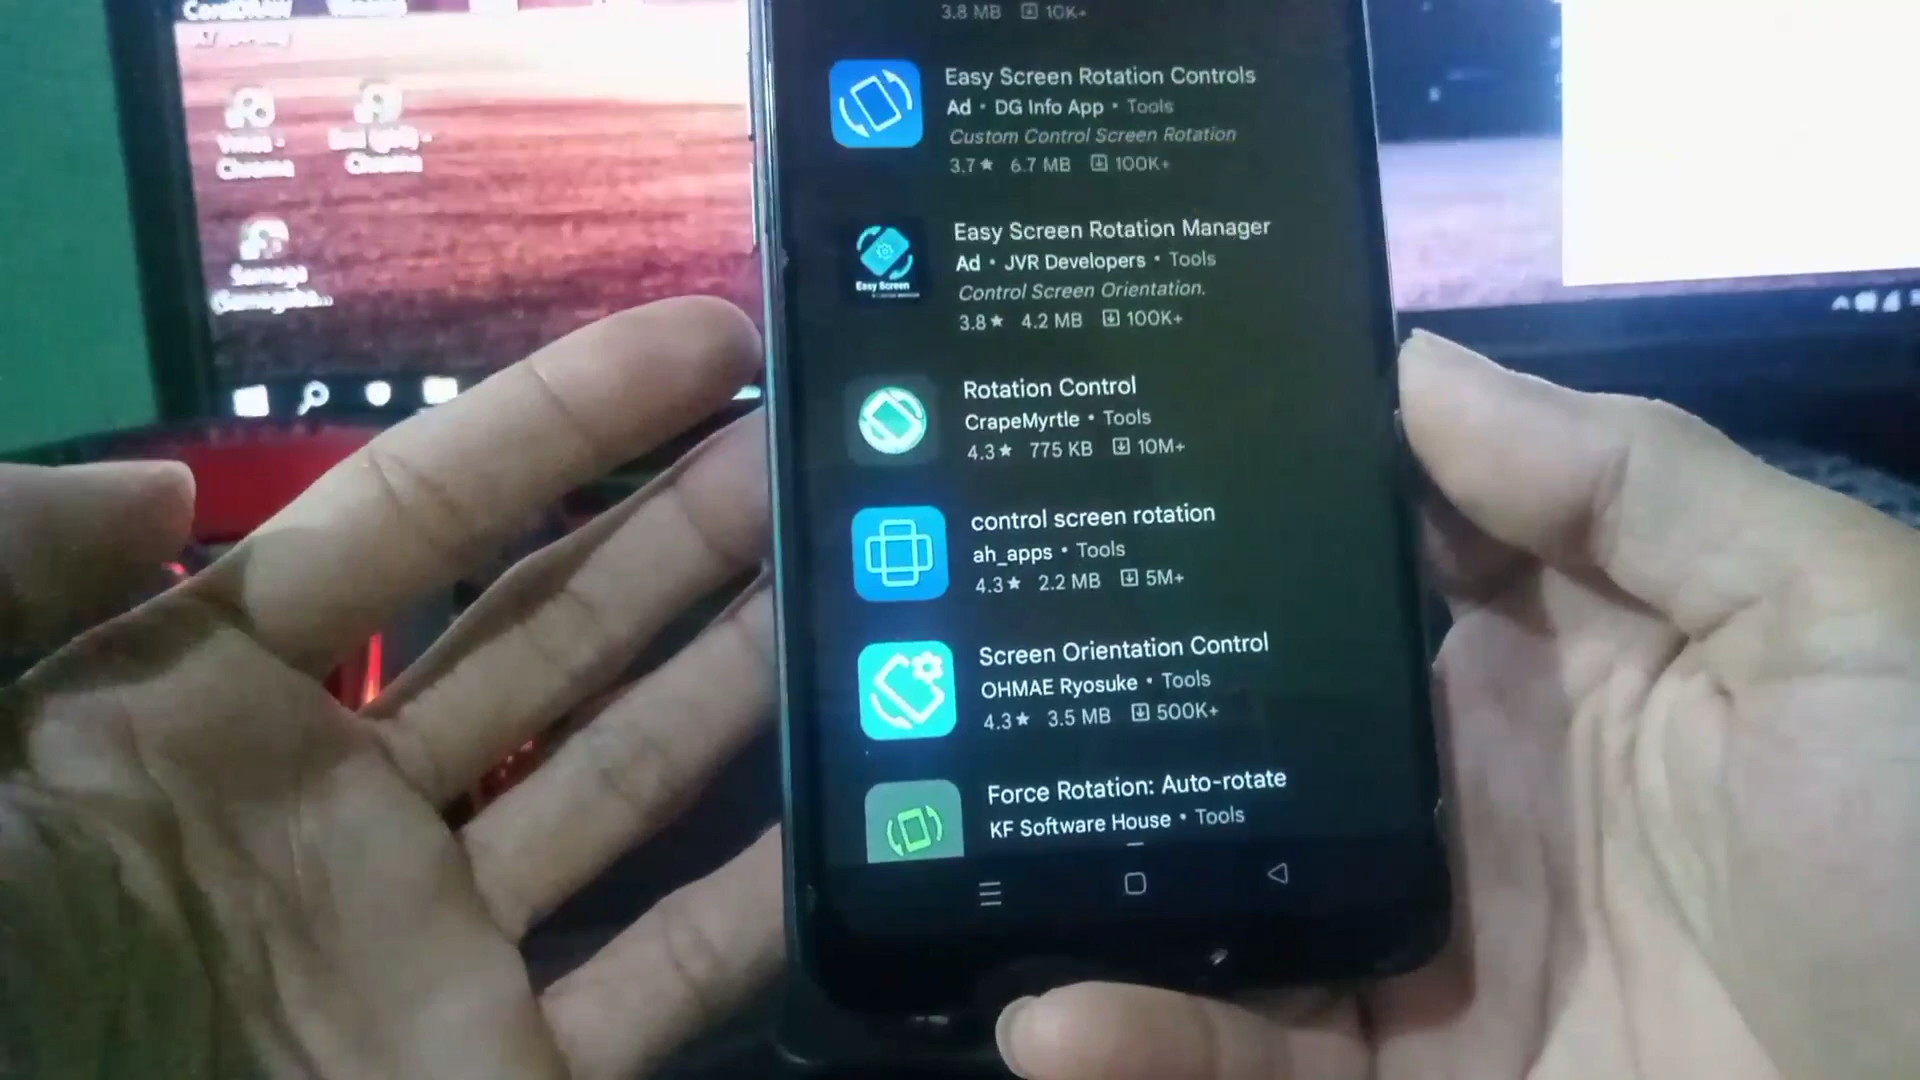 3.8 MB 10K+
Easy Screen Rotation Controls
Ad • DG Info App • Tools
Custom Control Screen Rotation
3.7★ 6.7 MB 100K+
Easy Screen
Easy Screen Rotation Manager
Ad • JVR Developers • Tools
Control Screen Orientation.
3.8★ 4.2 MB 100K+
Rotation Control
CrapeMyrtle • Tools
4.3★ 775 KB 10M+
control screen rotation
ah_apps • Tools
4.3★ 2.2 MB 5M+
Screen Orientation Control
OHMAE Ryosuke • Tools
4.3★ 3.5 MB 500K+
Force Rotation: Auto-rotate
KF Software House • Tools